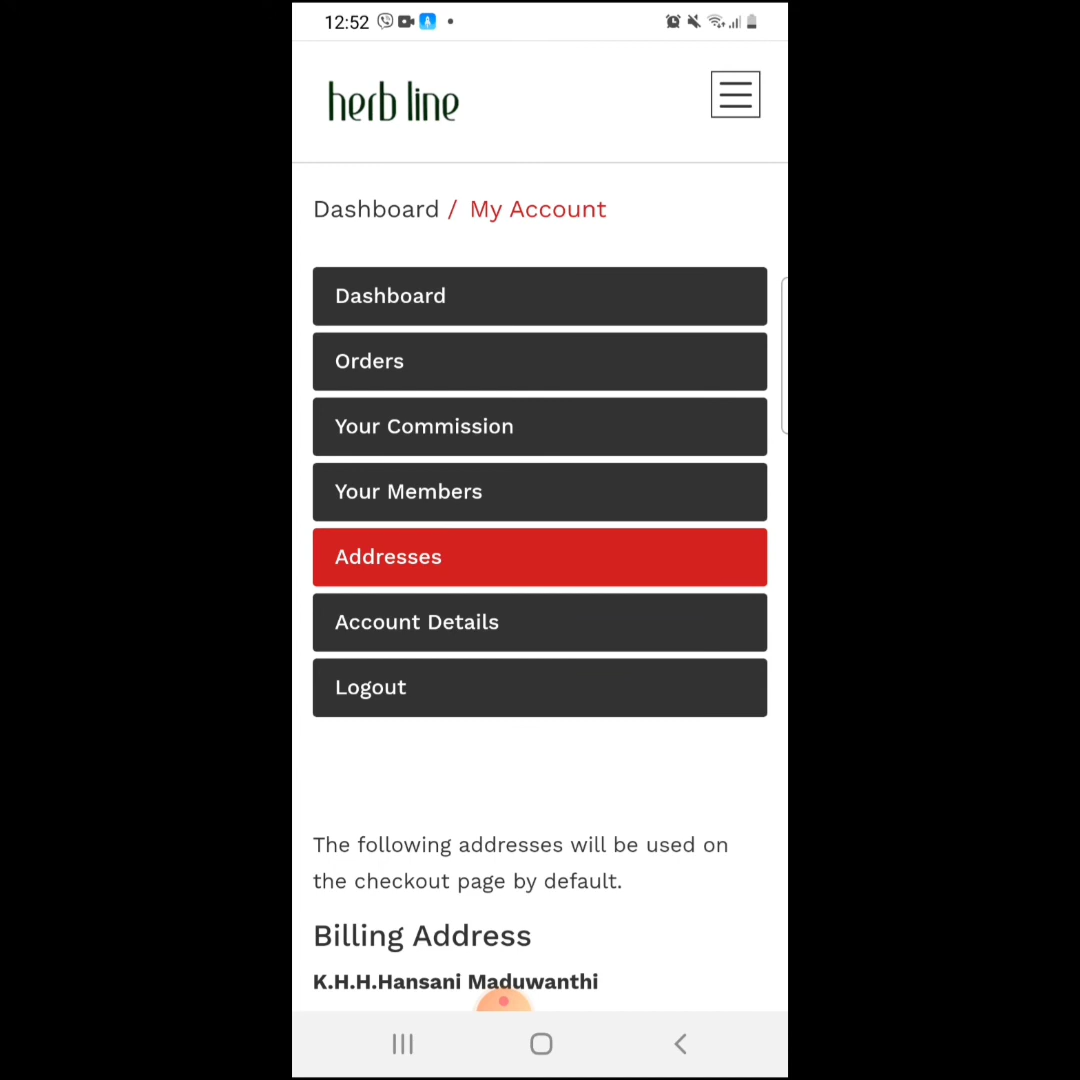 12:52
herb line
Dashboard / My Account
Dashboard
Orders
Your Commission
Your Members
Addresses
Account Details
Logout
The following addresses will be used on
the checkout page by default.
Billing Address
K.H.H.Hansani Maduwanthi